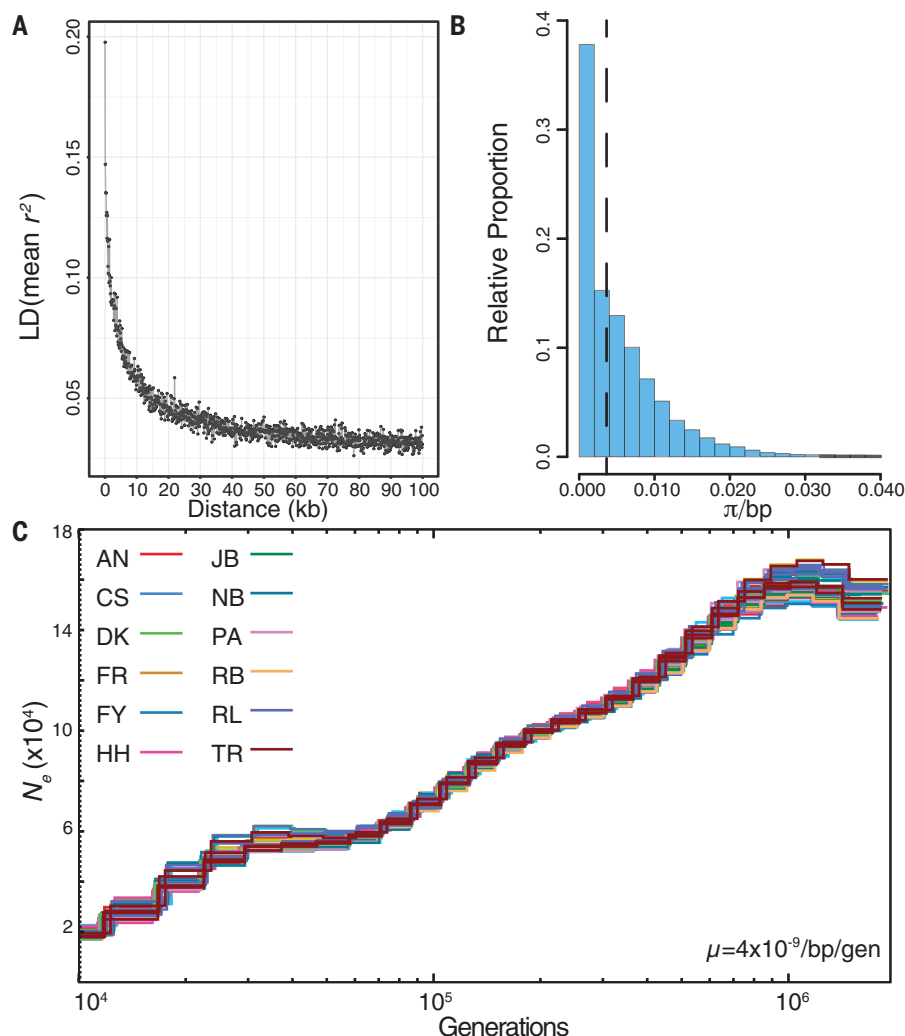 A
LD(mean r²)
0.20
0.15
0.10
0.05
0 10 20 30 40 50 60 70 80 90 100
Distance (kb)
B
Relative Proportion
0.4
0.3
0.2
0.1
0.0
0.000 0.010 0.020 0.030 0.040
π/bp
C
Nₑ (x10⁴)
18
14
10
6
2
AN JB
CS NB
DK PA
FR RB
FY RL
HH TR
μ=4x10⁻⁹/bp/gen
10⁴ 10⁵ 10⁶
Generations